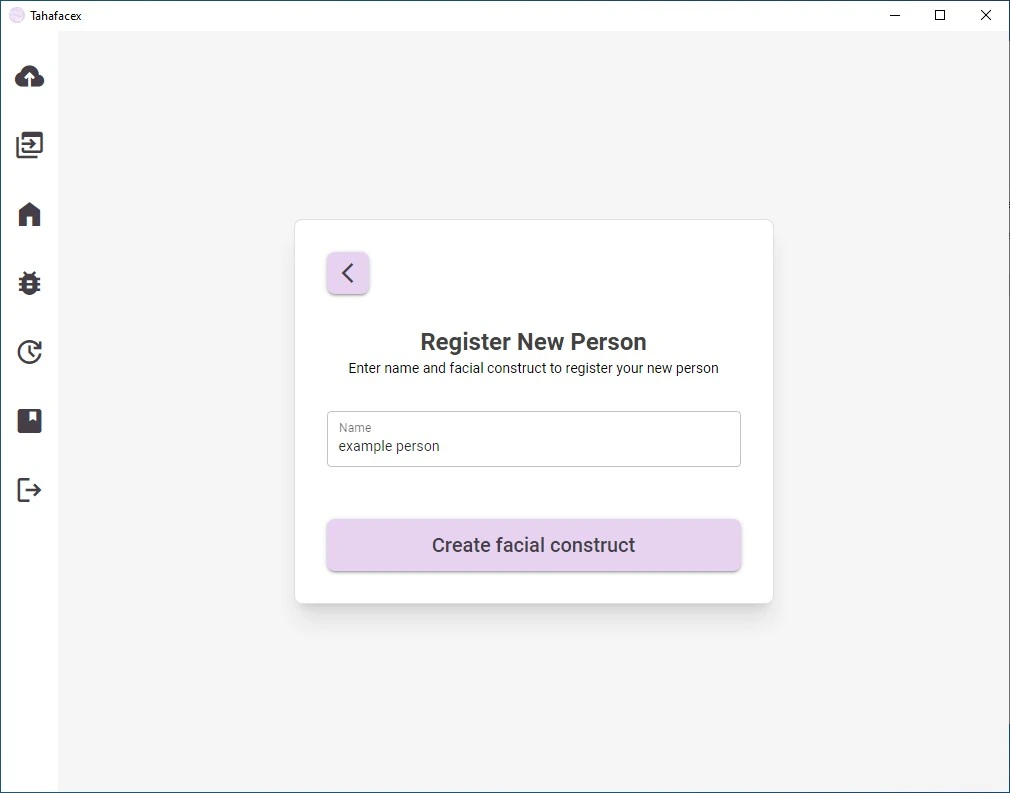 Tahafacex
Register New Person
Enter name and facial construct to register your new person
Name
example person
Create facial construct